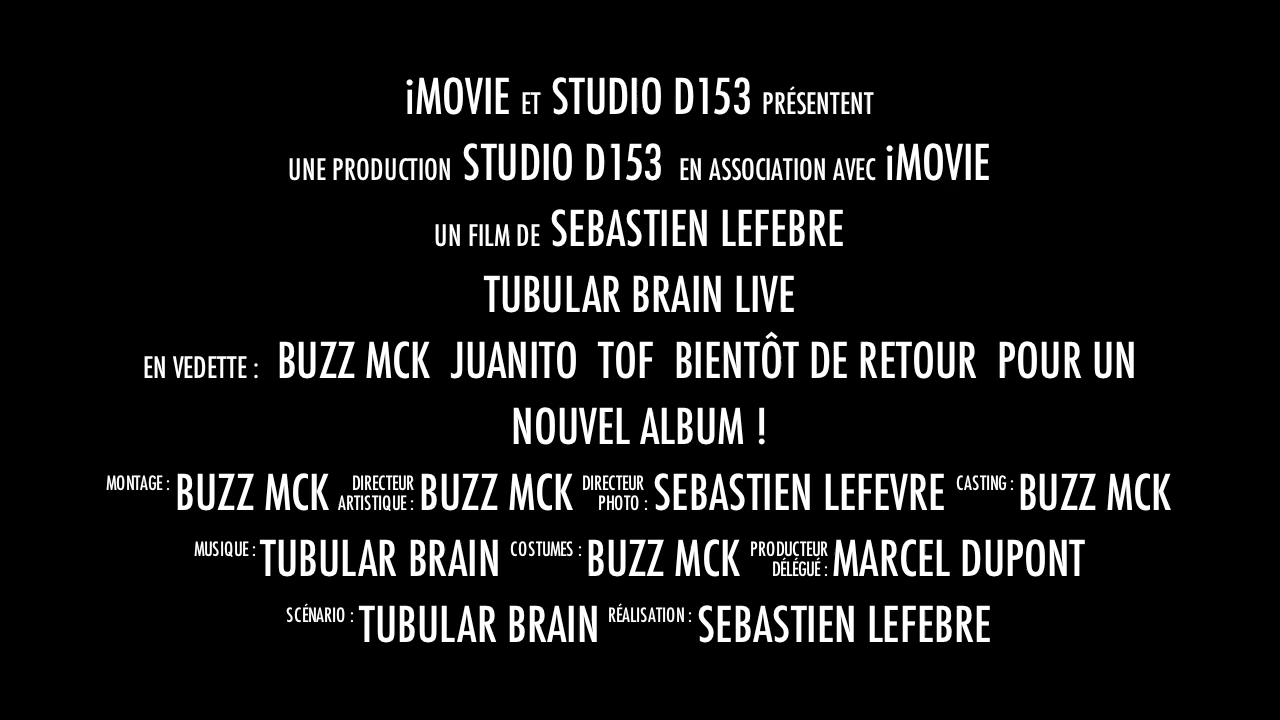 iMOVIE ET STUDIO D153 PRÉSENTENT
UNE PRODUCTION STUDIO D153 EN ASSOCIATION AVEC iMOVIE
UN FILM DE SEBASTIEN LEFEBRE
TUBULAR BRAIN LIVE
EN VEDETTE : BUZZ MCK JUANITO TOF BIENTÔT DE RETOUR POUR UN
NOUVEL ALBUM !
MONTAGE : BUZZ MCK DIRECTEUR ARTISTIQUE : BUZZ MCK DIRECTEUR PHOTO : SEBASTIEN LEFEVRE CASTING : BUZZ MCK
MUSIQUE : TUBULAR BRAIN COSTUMES : BUZZ MCK PRODUCTEUR DÉLÉGUÉ : MARCEL DUPONT
SCÉNARIO : TUBULAR BRAIN RÉALISATION : SEBASTIEN LEFEBRE